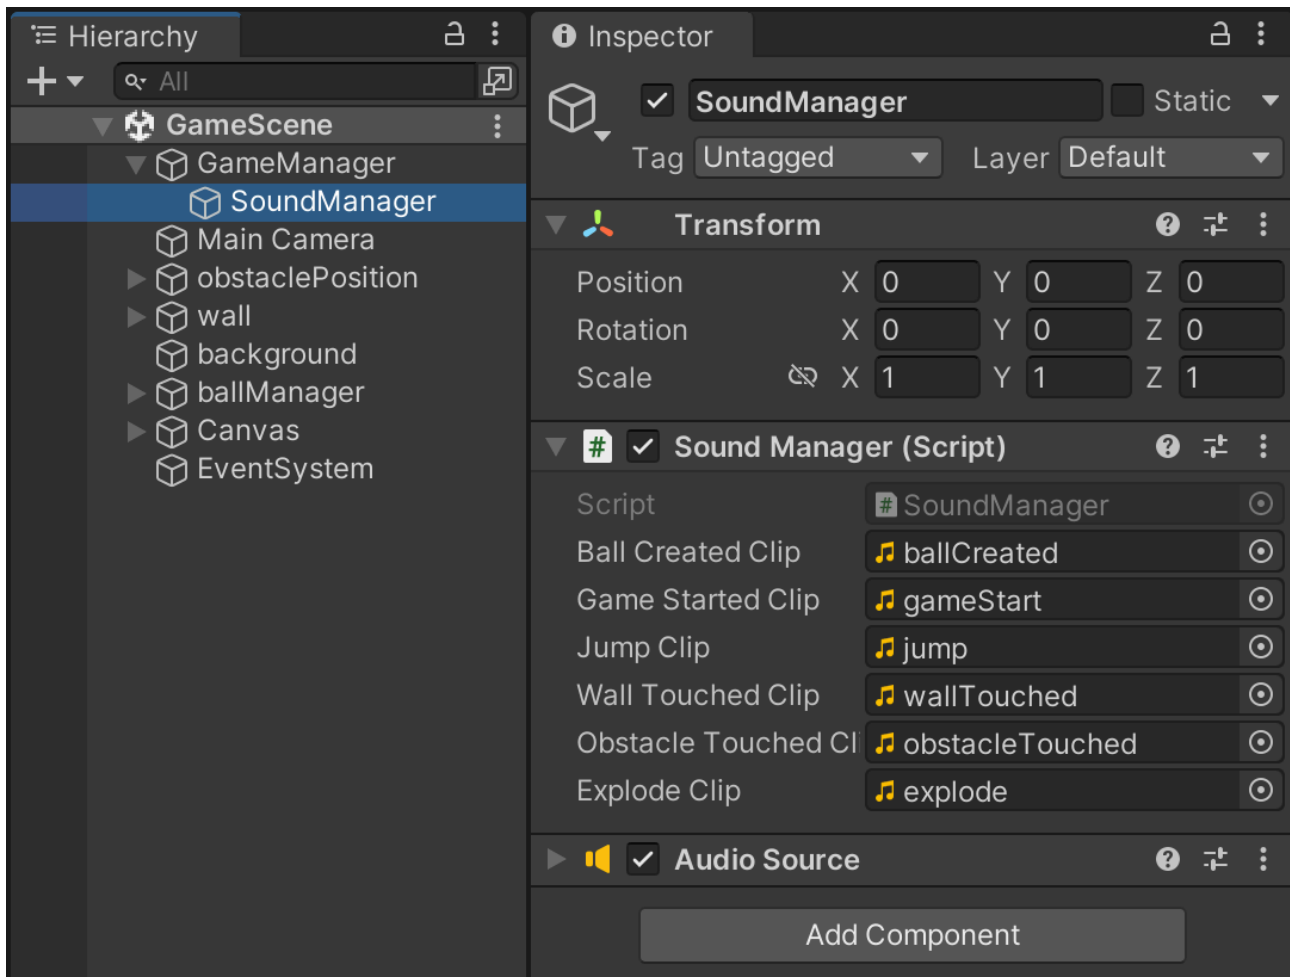 Hierarchy
All
GameScene
GameManager
SoundManager
Main Camera
obstaclePosition
wall
background
ballManager
Canvas
EventSystem
Inspector
SoundManager
Static
Tag Untagged Layer Default
Transform
Position X 0 Y 0 Z 0
Rotation X 0 Y 0 Z 0
Scale X 1 Y 1 Z 1
# Sound Manager (Script)
Script # SoundManager
Ball Created Clip ballCreated
Game Started Clip gameStart
Jump Clip jump
Wall Touched Clip wallTouched
Obstacle Touched Cli obstacleTouched
Explode Clip explode
Audio Source
Add Component